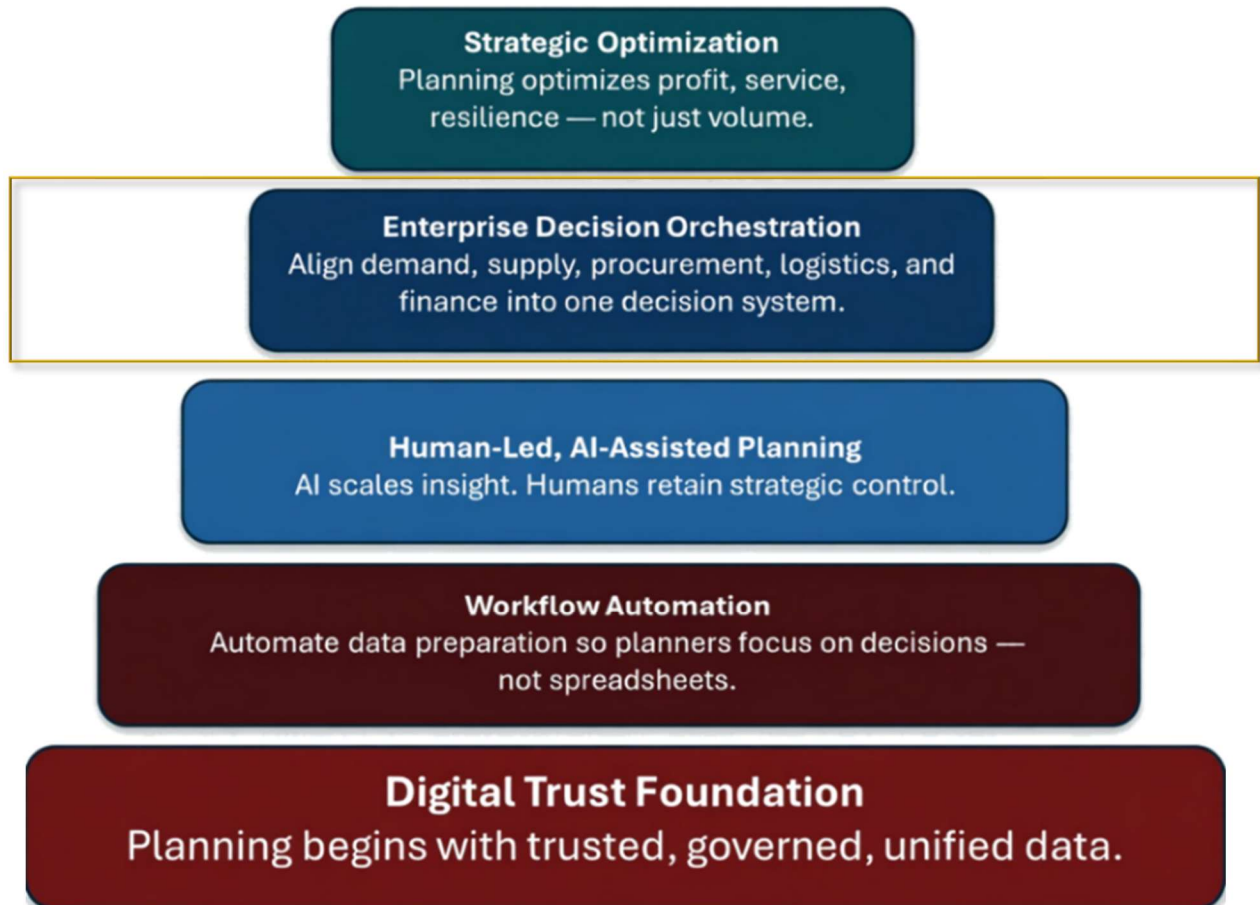 Strategic Optimization
Planning optimizes profit, service,
resilience — not just volume.
Enterprise Decision Orchestration
Align demand, supply, procurement, logistics, and
finance into one decision system.
Human-Led, AI-Assisted Planning
AI scales insight. Humans retain strategic control.
Workflow Automation
Automate data preparation so planners focus on decisions —
not spreadsheets.
Digital Trust Foundation
Planning begins with trusted, governed, unified data.